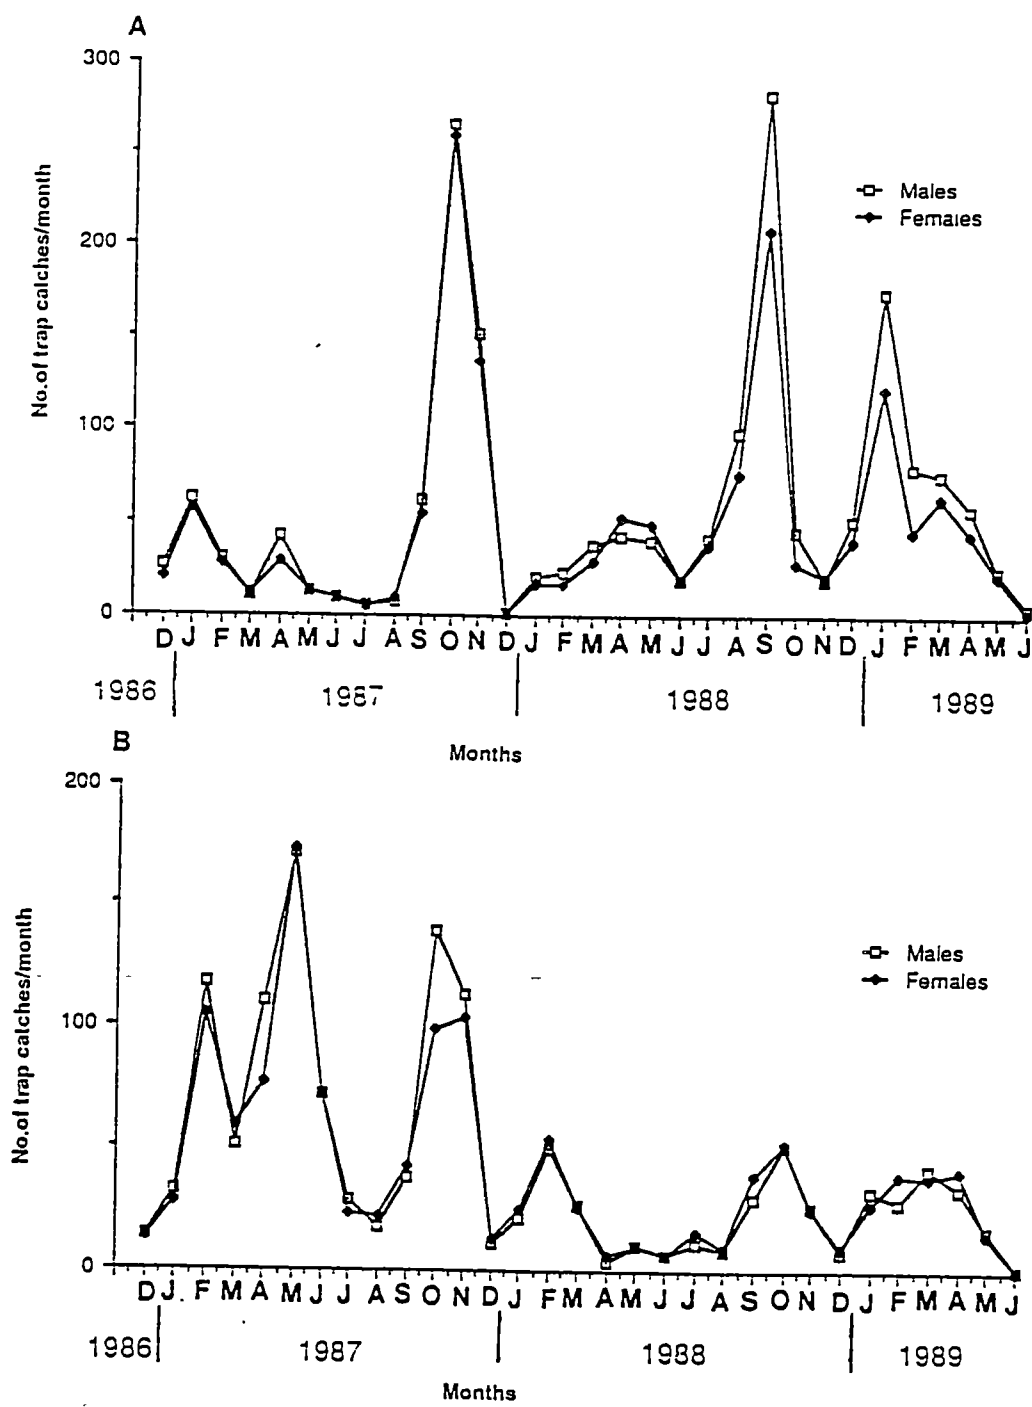 A
300
200
100
0
No.of trap catches/month
Males
Females
D J F M A M J J A S O N D J F M A M J J A S O N D J F M A M J
1986 1987 1988 1989
Months
B
200
100
0
No.of trap catches/month
Males
Females
D J. F M A M J J A S O N D J F M A M J J A S O N D J F M A M J
1986 1987 1988 1989
Months